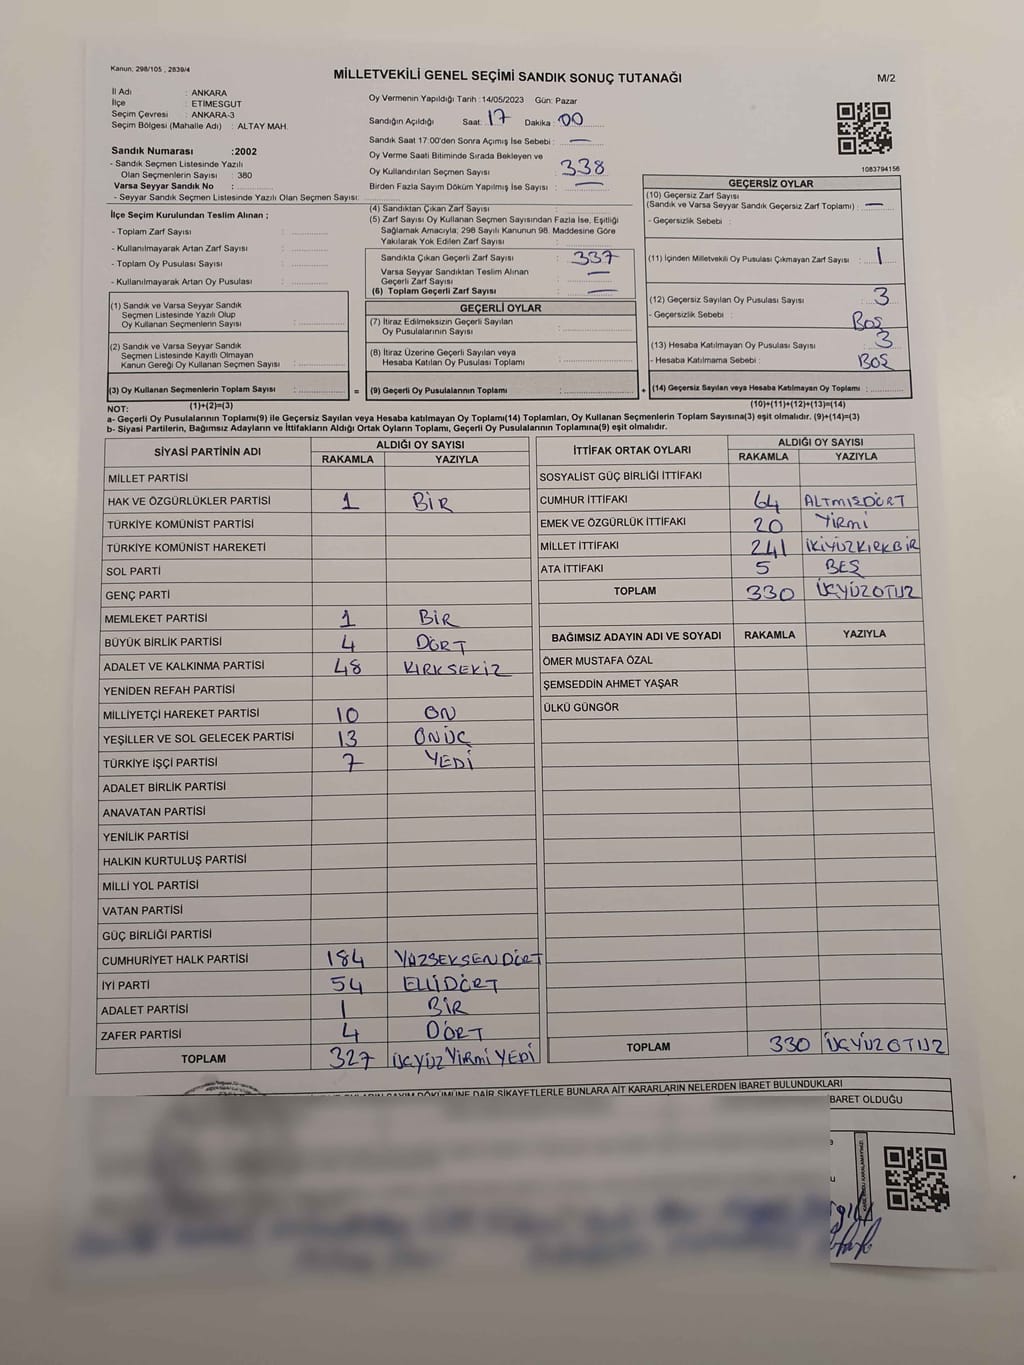 Kanun, 298/105 , 2839/4
MİLLETVEKİLİ GENEL SEÇİMİ SANDIK SONUÇ TUTANAĞI
M/2
İl Adı : ANKARA
İlçe : ETİMESGUT
Seçim Çevresi : ANKARA-3
Seçim Bölgesi (Mahalle Adı) : ALTAY MAH.
Sandık Numarası :2002
- Sandık Seçmen Listesinde Yazılı
Olan Seçmenlerin Sayısı : 380
Varsa Seyyar Sandık No :
- Seyyar Sandık Seçmen Listesinde Yazılı Olan Seçmen Sayısı:
İlçe Seçim Kurulundan Teslim Alınan ;
- Toplam Zarf Sayısı :
- Kullanılmayarak Artan Zarf Sayısı :
- Toplam Oy Pusulası Sayısı :
- Kullanılmayarak Artan Oy Pusulası :
(1) Sandık ve Varsa Seyyar Sandık
Seçmen Listesinde Yazılı Olup
Oy Kullanan Seçmenlerin Sayısı :
(2) Sandık ve Varsa Seyyar Sandık
Seçmen Listesinde Kayıtlı Olmayan
Kanun Gereği Oy Kullanan Seçmen Sayısı :
(3) Oy Kullanan Seçmenlerin Toplam Sayısı :
Oy Vermenin Yapıldığı Tarih :14/05/2023 Gün: Pazar
Sandığın Açıldığı Saat: 17 Dakika: 00
Sandık Saat 17:00'den Sonra Açımış İse Sebebi : —
Oy Verme Saati Bitiminde Sırada Bekleyen ve
Oy Kullandırılan Seçmen Sayısı : 338
Birden Fazla Sayım Döküm Yapılmış İse Sayısı : —
(4) Sandıktan Çıkan Zarf Sayısı :
(5) Zarf Sayısı Oy Kullanan Seçmen Sayısından Fazla İse, Eşitliği
Sağlamak Amacıyla; 298 Sayılı Kanunun 98. Maddesine Göre
Yakılarak Yok Edilen Zarf Sayısı :
Sandıkta Çıkan Geçerli Zarf Sayısı : 337
Varsa Seyyar Sandıktan Teslim Alınan
Geçerli Zarf Sayısı : —
(6) Toplam Geçerli Zarf Sayısı : —
GEÇERLİ OYLAR
(7) İtiraz Edilmeksizin Geçerli Sayılan
Oy Pusulalarının Sayısı :
(8) İtiraz Üzerine Geçerli Sayılan veya
Hesaba Katılan Oy Pusulası Toplamı :
= (9) Geçerli Oy Pusulalarının Toplamı :
1083794156
GEÇERSİZ OYLAR
(10) Geçersiz Zarf Sayısı
(Sandık ve Varsa Seyyar Sandık Geçersiz Zarf Toplamı) : —
- Geçersizlik Sebebi :
(11) İçinden Milletvekili Oy Pusulası Çıkmayan Zarf Sayısı : 1
(12) Geçersiz Sayılan Oy Pusulası Sayısı : 3
- Geçersizlik Sebebi : Boş
(13) Hesaba Katılmayan Oy Pusulası Sayısı : 3
- Hesaba Katılmama Sebebi : BOŞ
+ (14) Geçersiz Sayılan veya Hesaba Katılmayan Oy Toplamı :
NOT: (1)+(2)=(3)
(10)+(11)+(12)+(13)=(14)
a- Geçerli Oy Pusulalarının Toplamı(9) ile Geçersiz Sayılan veya Hesaba katılmayan Oy Toplamı(14) Toplamları, Oy Kullanan Seçmenlerin Toplam Sayısına(3) eşit olmalıdır. (9)+(14)=(3)
b- Siyasi Partilerin, Bağımsız Adayların ve İttifakların Aldığı Ortak Oyların Toplamı, Geçerli Oy Pusulalarının Toplamına(9) eşit olmalıdır.
SİYASİ PARTİNİN ADI ALDIĞI OY SAYISI
RAKAMLA YAZIYLA
MİLLET PARTİSİ
HAK VE ÖZGÜRLÜKLER PARTİSİ 1 BİR
TÜRKİYE KOMÜNİST PARTİSİ
TÜRKİYE KOMÜNİST HAREKETİ
SOL PARTİ
GENÇ PARTİ
MEMLEKET PARTİSİ 1 BİR
BÜYÜK BİRLİK PARTİSİ 4 DÖRT
ADALET VE KALKINMA PARTİSİ 48 KIRKSEKİZ
YENİDEN REFAH PARTİSİ
MİLLİYETÇİ HAREKET PARTİSİ 10 ON
YEŞİLLER VE SOL GELECEK PARTİSİ 13 ONÜÇ
TÜRKİYE İŞÇİ PARTİSİ 7 YEDİ
ADALET BİRLİK PARTİSİ
ANAVATAN PARTİSİ
YENİLİK PARTİSİ
HALKIN KURTULUŞ PARTİSİ
MİLLİ YOL PARTİSİ
VATAN PARTİSİ
GÜÇ BİRLİĞİ PARTİSİ
CUMHURİYET HALK PARTİSİ 184 YÜZSEKSENDÖRT
İYİ PARTİ 54 ELLİDÖRT
ADALET PARTİSİ 1 BİR
ZAFER PARTİSİ 4 DÖRT
TOPLAM 327 ÜÇYÜZYİRMİYEDİ
İTTİFAK ORTAK OYLARI ALDIĞI OY SAYISI
RAKAMLA YAZIYLA
SOSYALİST GÜÇ BİRLİĞİ İTTİFAKI
CUMHUR İTTİFAKI 64 ALTMIŞDÖRT
EMEK VE ÖZGÜRLÜK İTTİFAKI 20 YİRMİ
MİLLET İTTİFAKI 241 İKİYÜZKIRKBİR
ATA İTTİFAKI 5 BEŞ
TOPLAM 330 ÜÇYÜZOTUZ
BAĞIMSIZ ADAYIN ADI VE SOYADI RAKAMLA YAZIYLA
ÖMER MUSTAFA ÖZAL
ŞEMSEDDİN AHMET YAŞAR
ÜLKÜ GÜNGÖR
TOPLAM 330 ÜÇYÜZOTUZ
DÖKÜMÜNE DAİR ŞİKAYETLERLE BUNLARA AİT KARARLARIN NELERDEN İBARET BULUNDUKLARI
BARET OLDUĞU